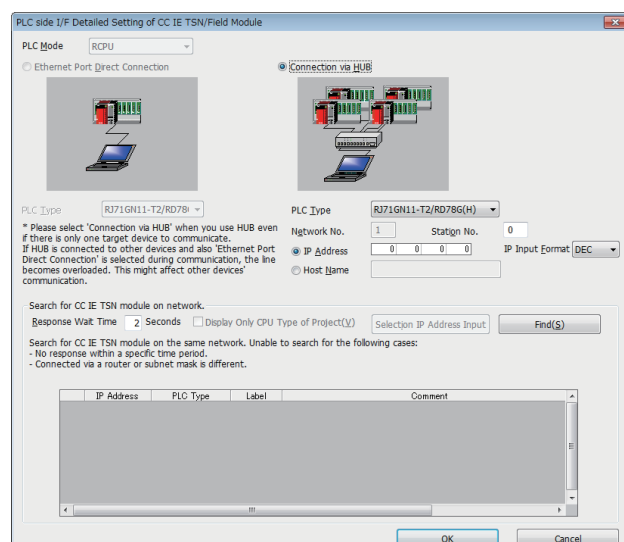 PLC side I/F Detailed Setting of CC IE TSN/Field Module
PLC Mode RCPU
Ethernet Port Direct Connection
Connection via HUB
PLC Type RJ71GN11-T2/RD78
* Please select 'Connection via HUB' when you use HUB even
if there is only one target device to communicate.
If HUB is connected to other devices and also 'Ethernet Port
Direct Connection' is selected during communication, the line
becomes overloaded. This might affect other devices'
communication.
PLC Type RJ71GN11-T2/RD78G(H)
Network No. 1 Station No. 0
IP Address 0 0 0 0 IP Input Format DEC
Host Name
Search for CC IE TSN module on network.
Response Wait Time 2 Seconds Display Only CPU Type of Project(V) Selection IP Address Input Find(S)
Search for CC IE TSN module on the same network. Unable to search for the following cases:
- No response within a specific time period.
- Connected via a router or subnet mask is different.
IP Address PLC Type Label Comment
OK Cancel